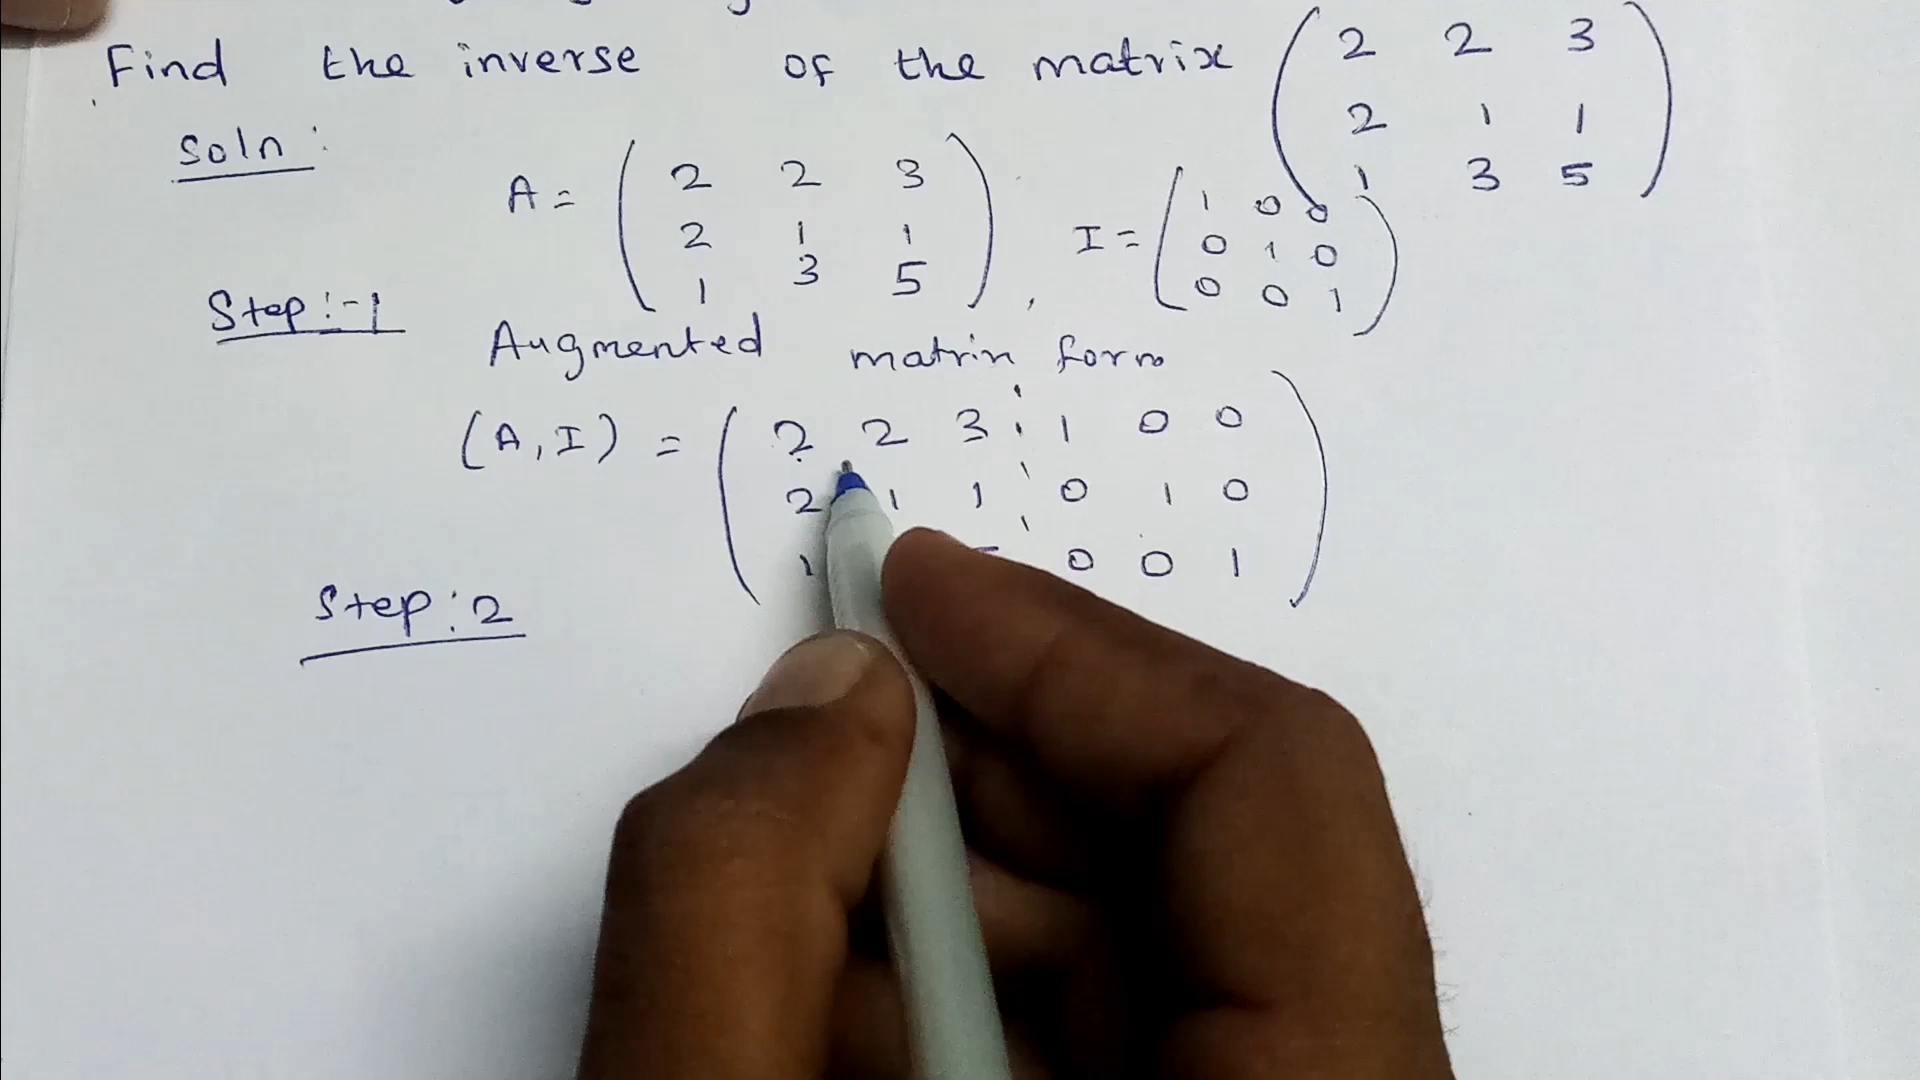 Find the inverse of the matrix ( 2 2 3
2 1 1
1 3 5 )
Soln:
A = ( 2 2 3
2 1 1
1 3 5 ) , I = ( 1 0 0
0 1 0
0 0 1 )
Step:-1
Augmented matrix form
(A,I) = ( 2 2 3 1 0 0
2 1 1 0 1 0
1 0 0 1 )
Step:2